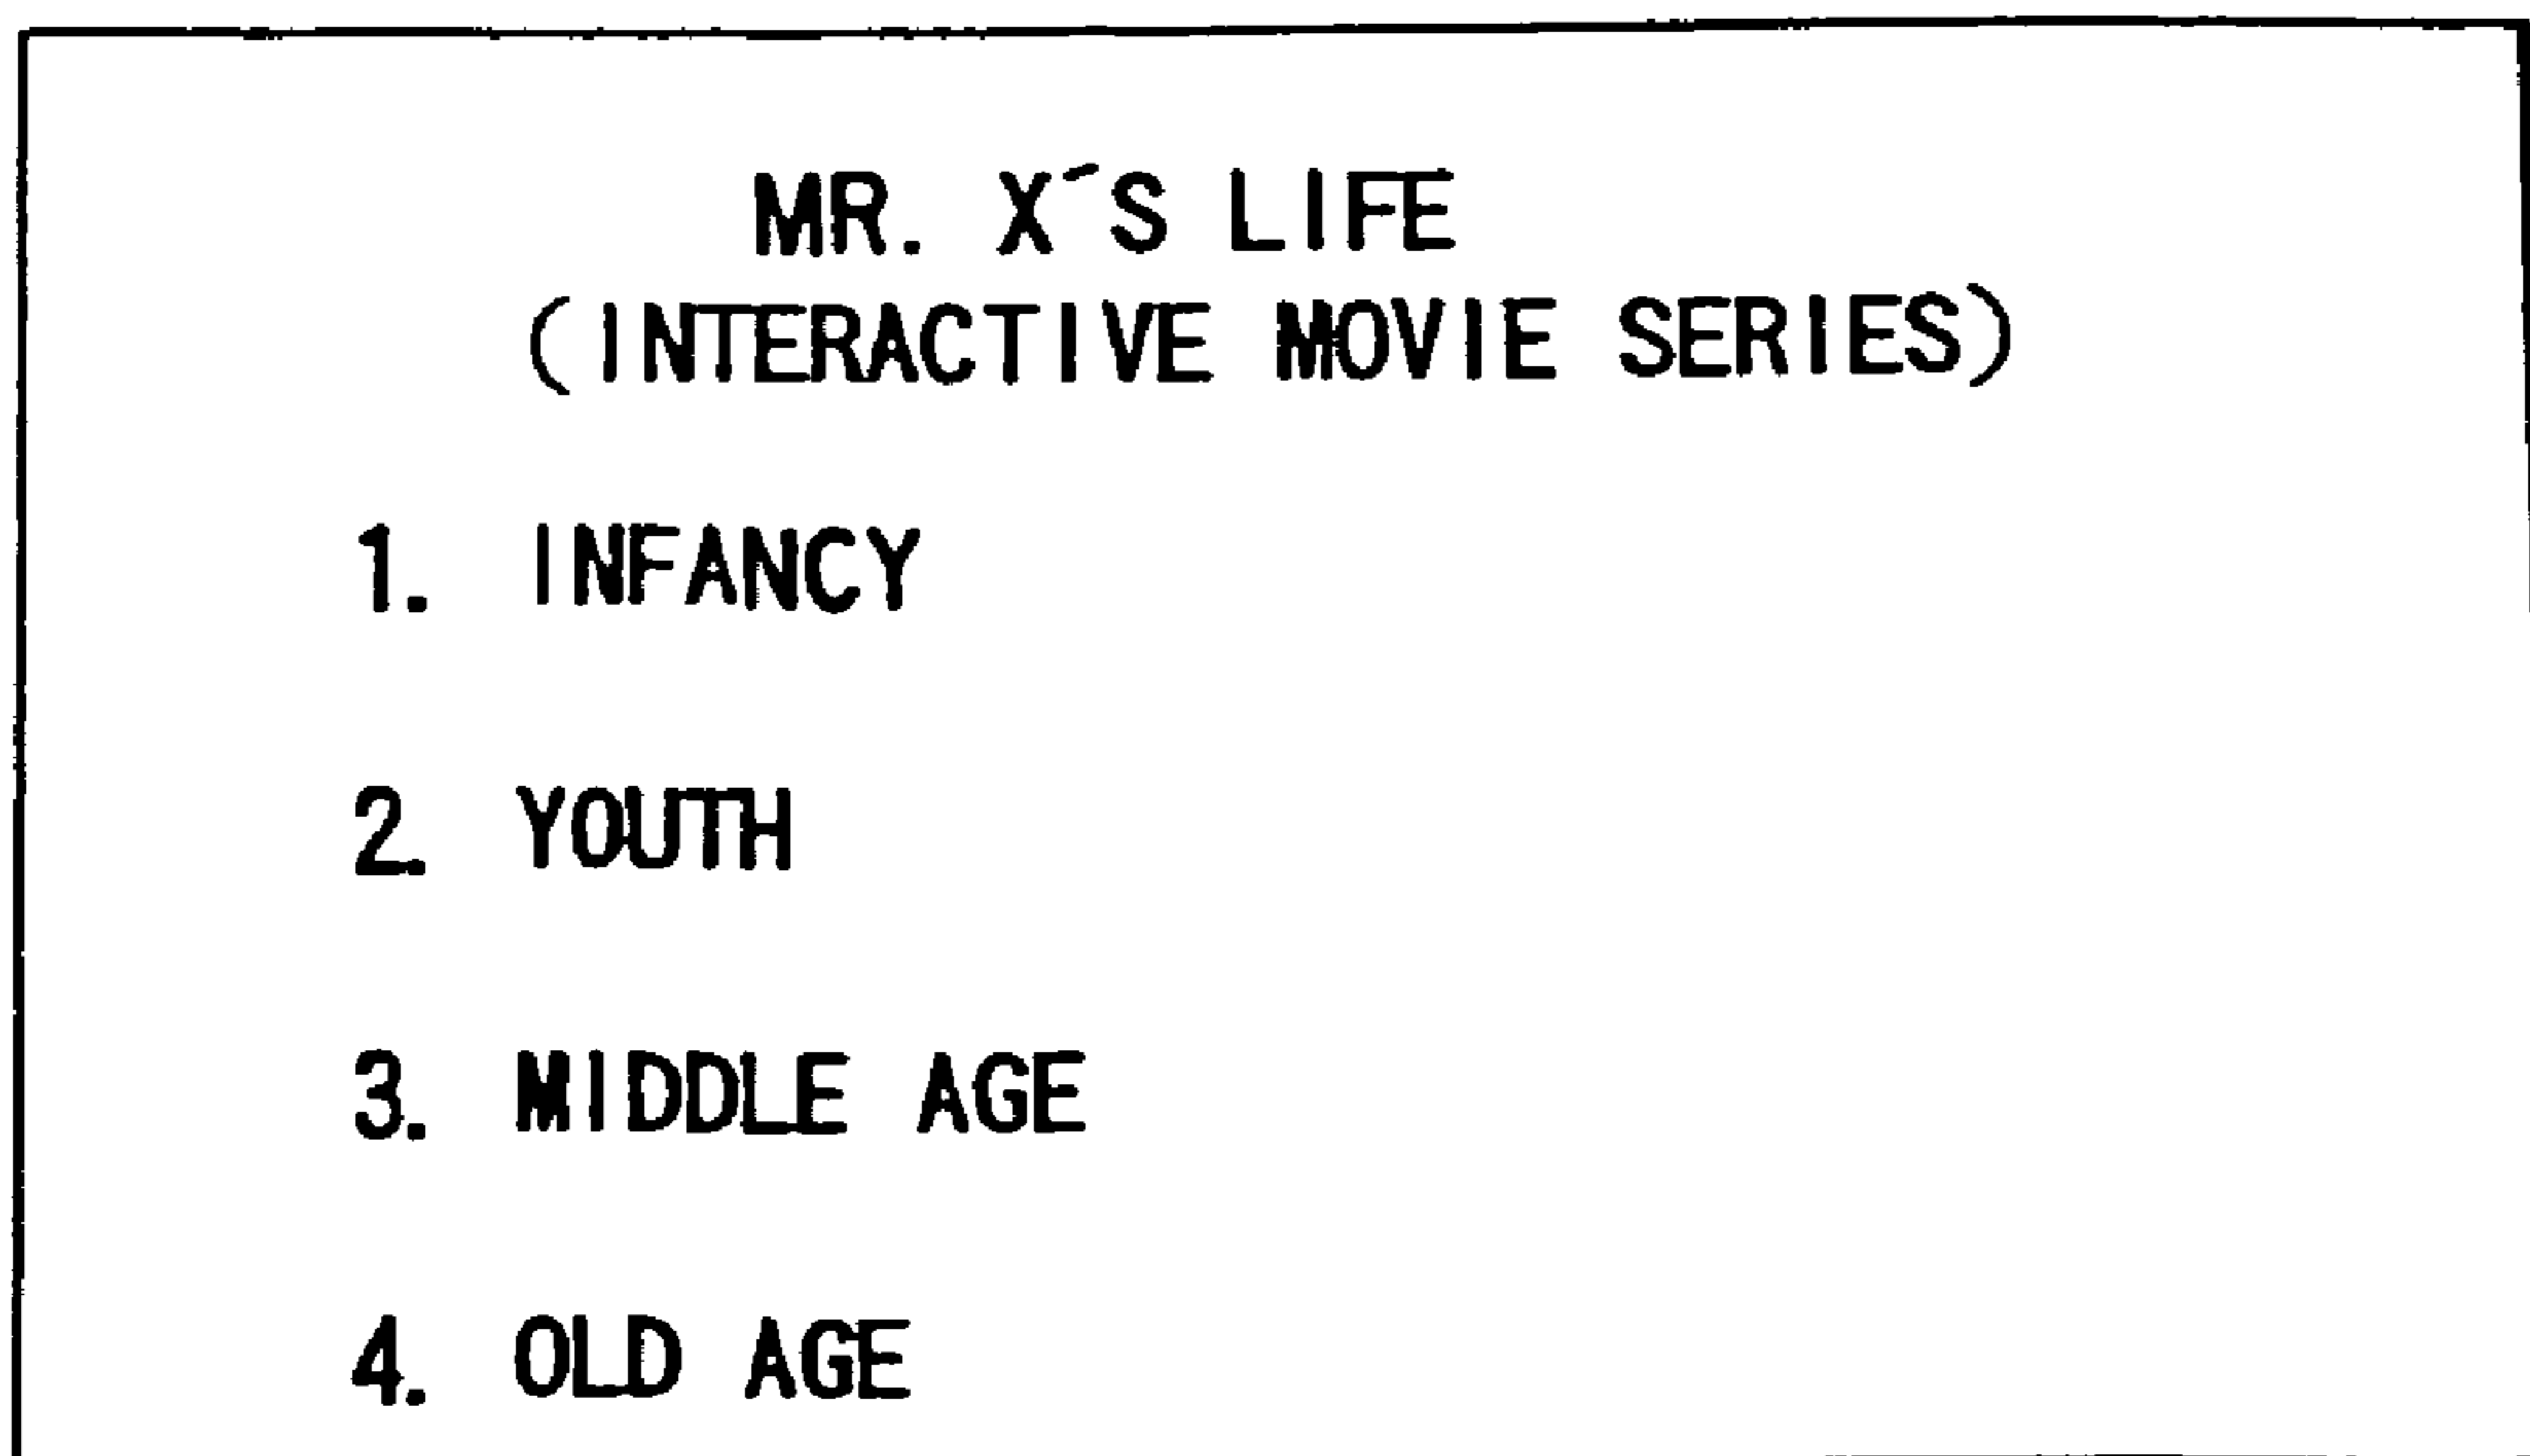 MR. X´S LIFE
(INTERACTIVE MOVIE SERIES)
1. INFANCY
2. YOUTH
3. MIDDLE AGE
4. OLD AGE